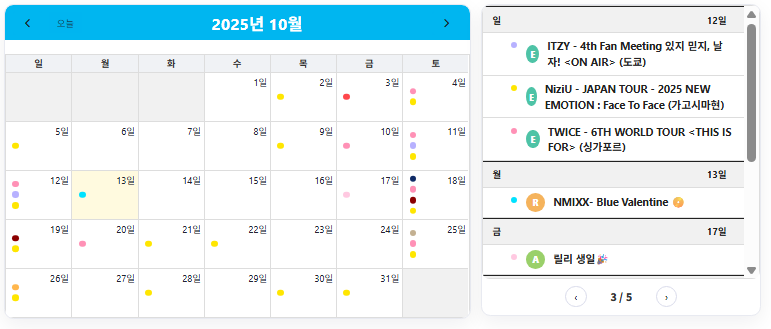 오늘
2025년 10월
일 월 화 수 목 금 토
1일 2일 3일 4일
5일 6일 7일 8일 9일 10일 11일
12일 13일 14일 15일 16일 17일 18일
19일 20일 21일 22일 23일 24일 25일
26일 27일 28일 29일 30일 31일
일 12일
E
ITZY - 4th Fan Meeting 있지 믿지, 날
자! <ON AIR> (도쿄)
E
NiziU - JAPAN TOUR - 2025 NEW
EMOTION : Face To Face (가고시마현)
E
TWICE - 6TH WORLD TOUR <THIS IS
FOR> (싱가포르)
월 13일
R NMIXX- Blue Valentine
금 17일
A 릴리 생일🎉
‹ 3 / 5 ›